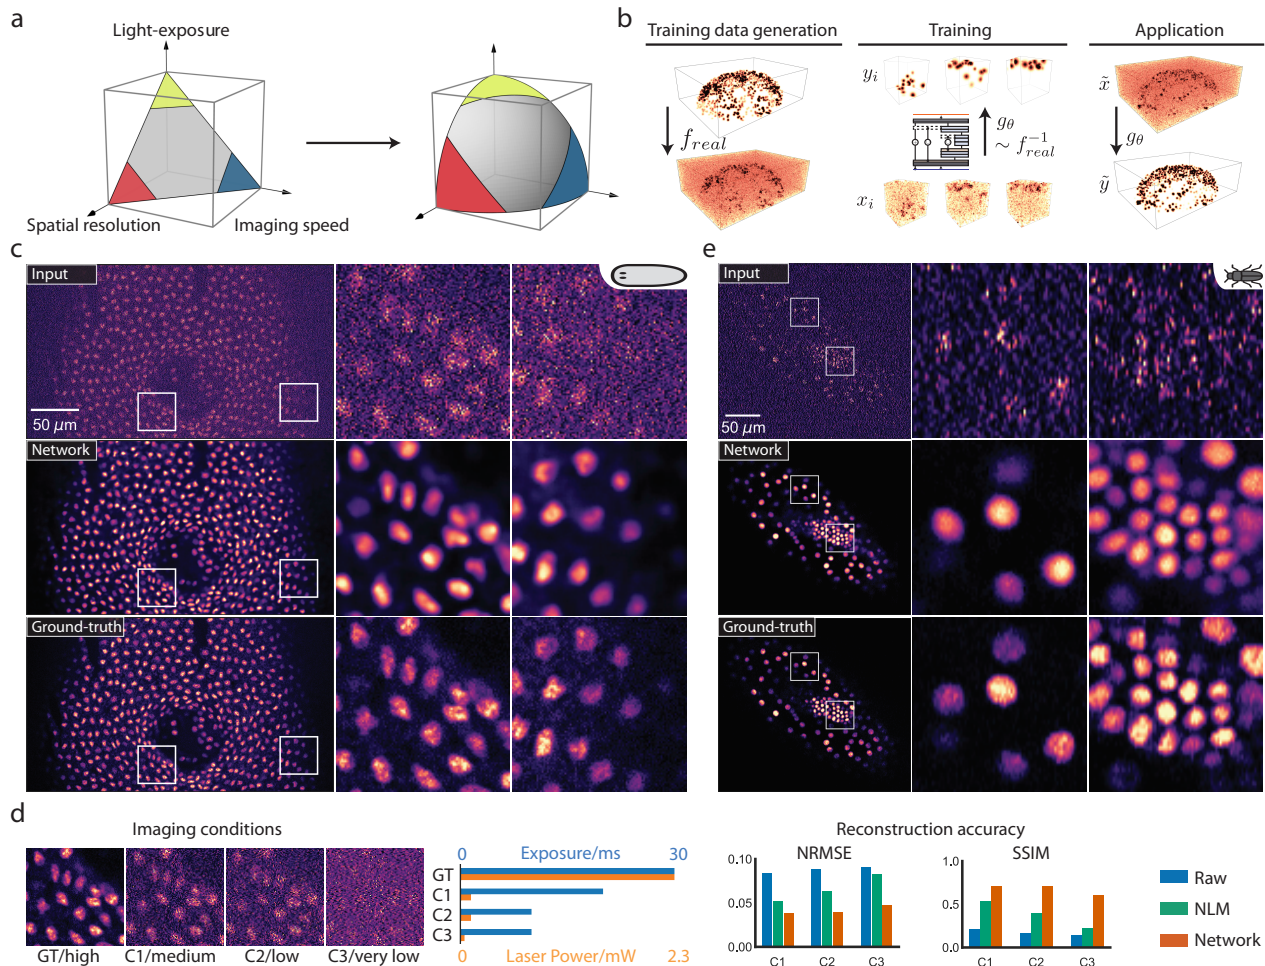 a
Light-exposure
Spatial resolution
Imaging speed
b
Training data generation
Training
Application
f_real
y_i
g_θ
∼ f_real^{-1}
x_i
x̃
g_θ
ỹ
c
Input
50 µm
Network
Ground-truth
e
Input
50 µm
Network
Ground-truth
d
Imaging conditions
GT/high
C1/medium
C2/low
C3/very low
0 Exposure/ms 30
GT
C1
C2
C3
0 Laser Power/mW 2.3
Reconstruction accuracy
NRMSE
0.10
0.05
0.00
C1 C2 C3
SSIM
1.0
0.5
0.0
C1 C2 C3
Raw
NLM
Network